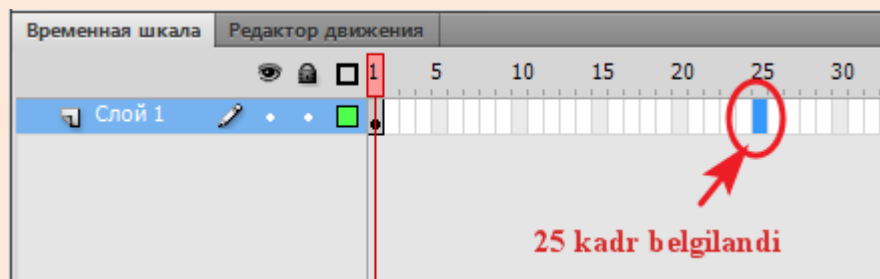 Временная шкала Редактор движения
1 5 10 15 20 25 30
Слой 1
25 kadr belgilandi